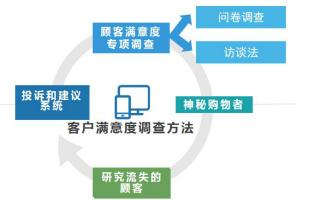 问卷调查
顾客满意度
专项调查
访谈法
投诉和建议
系统
神秘购物者
客户满意度调查方法
研究流失的
顾客